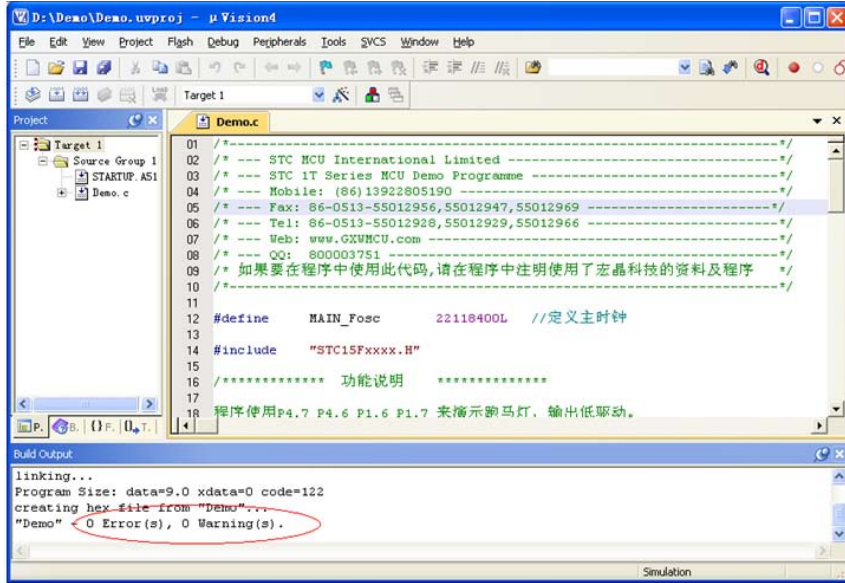 D:\Demo\Demo.uvproj - µVision4
File Edit View Project Flash Debug Peripherals Tools SVCS Window Help
Target 1
Project
Demo.c
Target 1
Source Group 1
STARTUP.A51
Demo.c
01 /*---------------------------------------------------------------------*/
02 /* --- STC MCU International Limited ----------------------------------*/
03 /* --- STC 1T Series MCU Demo Programme -------------------------------*/
04 /* --- Mobile: (86)13922805190 ----------------------------------------*/
05 /* --- Fax: 86-0513-55012956,55012947,55012969 ------------------------*/
06 /* --- Tel: 86-0513-55012928,55012929,55012966 ------------------------*/
07 /* --- Web: www.GXWMCU.com --------------------------------------------*/
08 /* --- QQ: 800003751 --------------------------------------------------*/
09 /* 如果要在程序中使用此代码,请在程序中注明使用了宏晶科技的资料及程序 */
10 /*---------------------------------------------------------------------*/
11
12 #define MAIN_Fosc 22118400L //定义主时钟
13
14 #include "STC15Fxxxx.H"
15
16 /************* 功能说明 **************
17
18 程序使用P4.7 P4.6 P1.6 P1.7 来演示跑马灯, 输出低驱动。
P. B. {} F. 0. T.
Build Output
linking...
Program Size: data=9.0 xdata=0 code=122
creating hex file from "Demo"...
"Demo" - 0 Error(s), 0 Warning(s).
Simulation